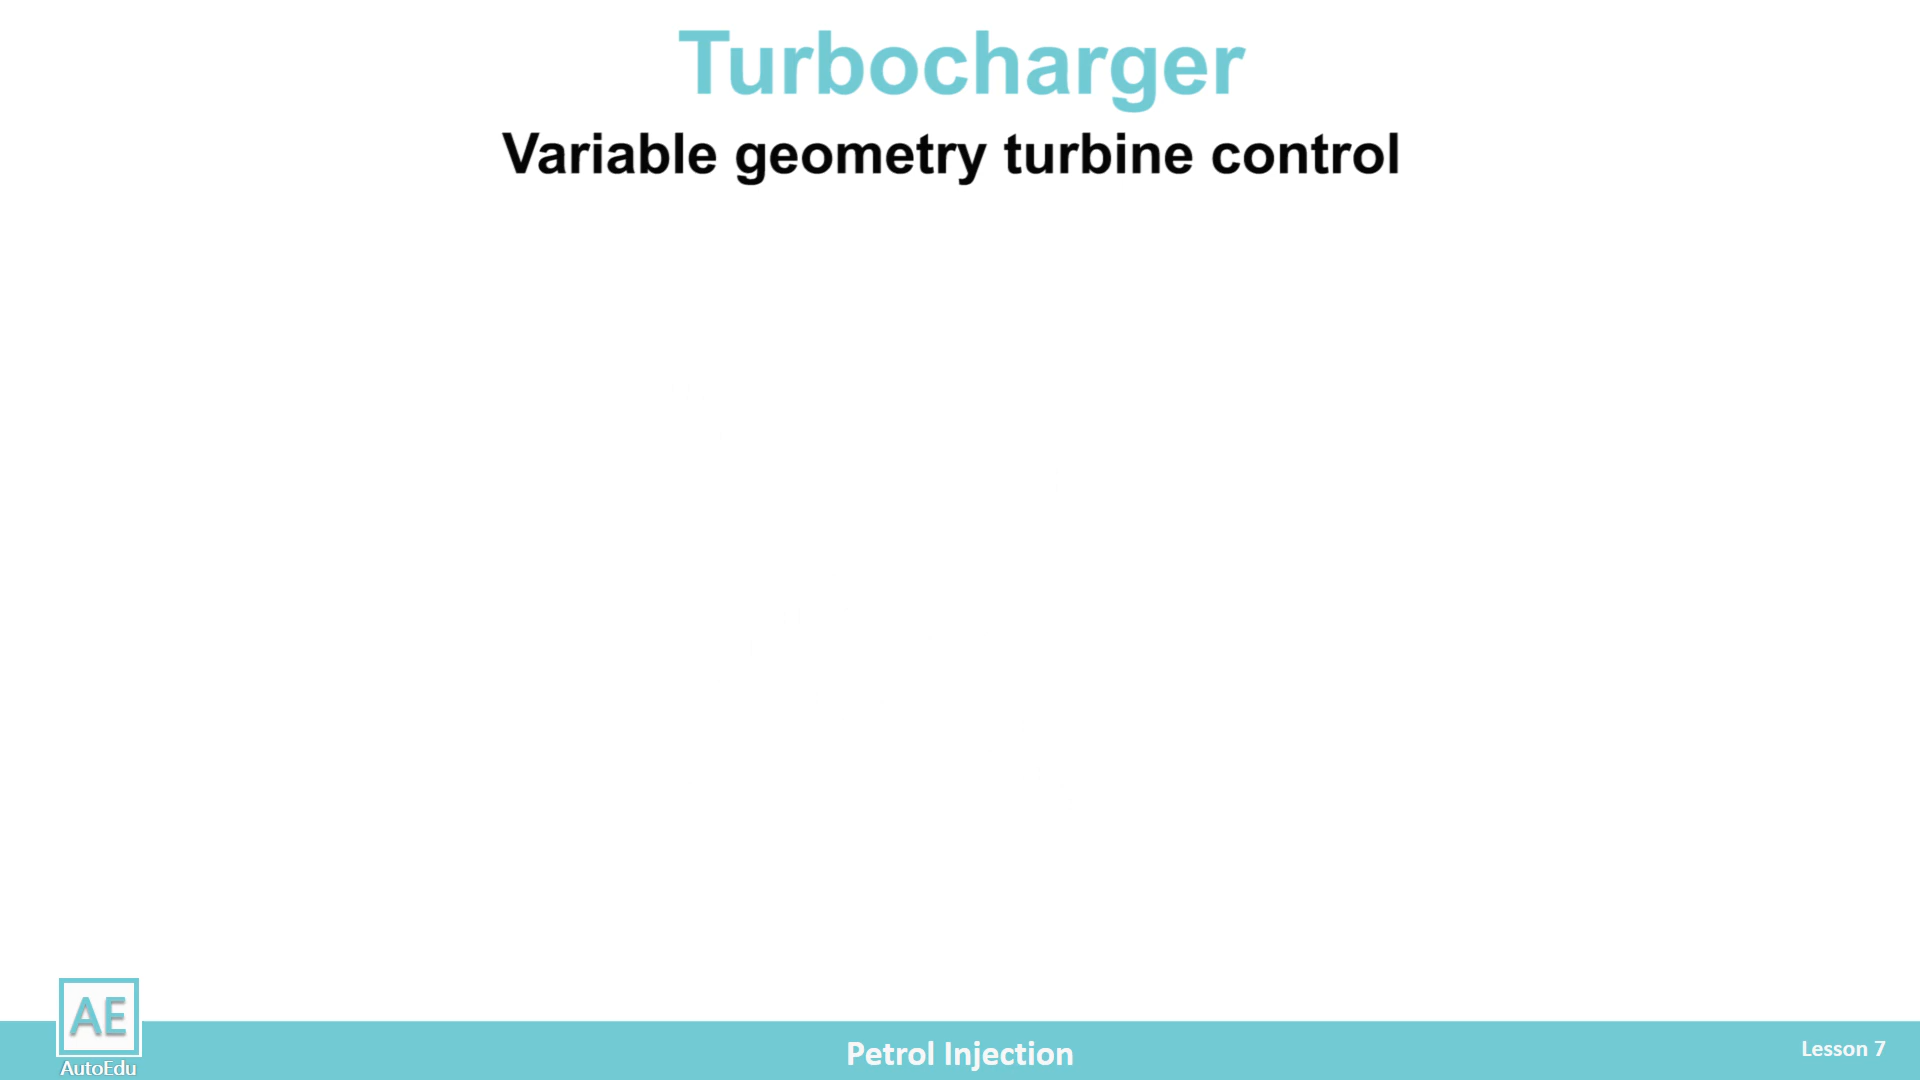 Turbocharger
Variable geometry turbine control
AE
AutoEdu
Petrol Injection
Lesson 7